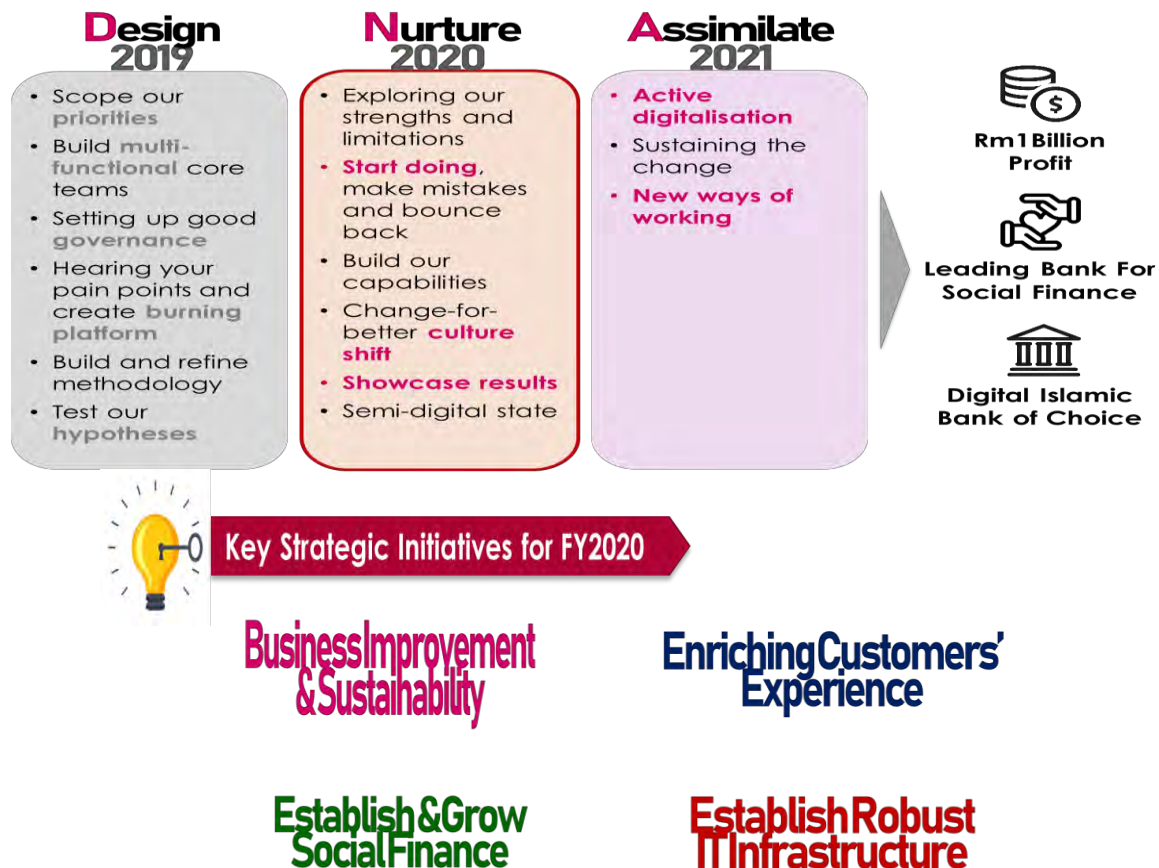 Design
2019
• Scope our
priorities
• Build multi-
functional core
teams
• Setting up good
governance
• Hearing your
pain points and
create burning
platform
• Build and refine
methodology
• Test our
hypotheses
Nurture
2020
• Exploring our
strengths and
limitations
• Start doing,
make mistakes
and bounce
back
• Build our
capabilities
• Change-for-
better culture
shift
• Showcase results
• Semi-digital state
Assimilate
2021
• Active
digitalisation
• Sustaining the
change
• New ways of
working
$
Rm1Billion
Profit
Leading Bank For
Social Finance
Digital Islamic
Bank of Choice
Key Strategic Initiatives for FY2020
Business Improvement
& Sustainability
Enriching Customers'
Experience
Establish & Grow
Social Finance
Establish Robust
IT Infrastructure